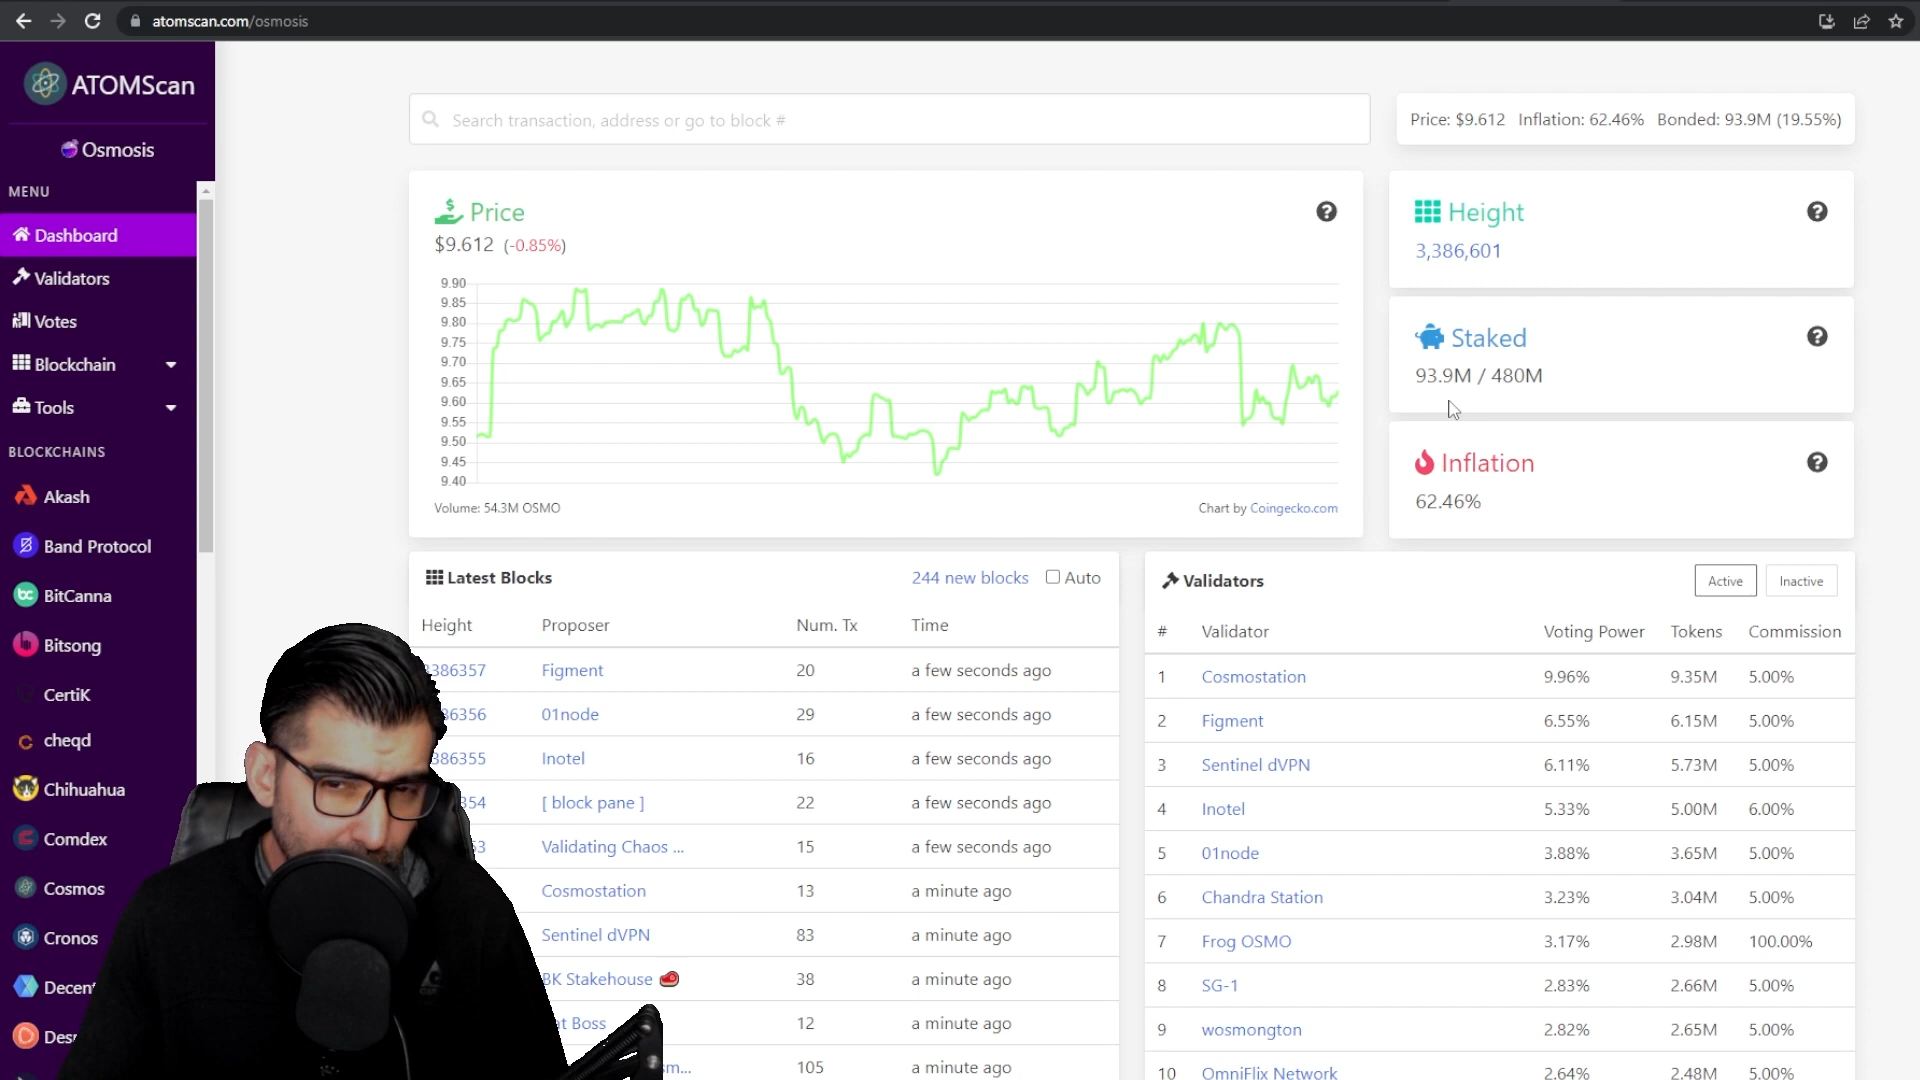 atomscan.com/osmosis
ATOMScan
Osmosis
MENU
Dashboard
Validators
Votes
Blockchain
Tools
BLOCKCHAINS
Akash
Band Protocol
BitCanna
Bitsong
CertiK
cheqd
Chihuahua
Comdex
Cosmos
Cronos
Decent
Des
Search transaction, address or go to block #
Price: $9.612 Inflation: 62.46% Bonded: 93.9M (19.55%)
Price
$9.612 (-0.85%)
9.90
9.85
9.80
9.75
9.70
9.65
9.60
9.55
9.50
9.45
9.40
Volume: 54.3M OSMO
Chart by Coingecko.com
Height
3,386,601
Staked
93.9M / 480M
Inflation
62.46%
Latest Blocks 244 new blocks Auto
Height Proposer Num. Tx Time
386357 Figment 20 a few seconds ago
86356 01node 29 a few seconds ago
386355 Inotel 16 a few seconds ago
354 [ block pane ] 22 a few seconds ago
3 Validating Chaos ... 15 a few seconds ago
Cosmostation 13 a minute ago
Sentinel dVPN 83 a minute ago
BK Stakehouse 38 a minute ago
at Boss 12 a minute ago
sm... 105 a minute ago
Validators Active Inactive
# Validator Voting Power Tokens Commission
1 Cosmostation 9.96% 9.35M 5.00%
2 Figment 6.55% 6.15M 5.00%
3 Sentinel dVPN 6.11% 5.73M 5.00%
4 Inotel 5.33% 5.00M 6.00%
5 01node 3.88% 3.65M 5.00%
6 Chandra Station 3.23% 3.04M 5.00%
7 Frog OSMO 3.17% 2.98M 100.00%
8 SG-1 2.83% 2.66M 5.00%
9 wosmongton 2.82% 2.65M 5.00%
10 OmniFlix Network 2.64% 2.48M 5.00%